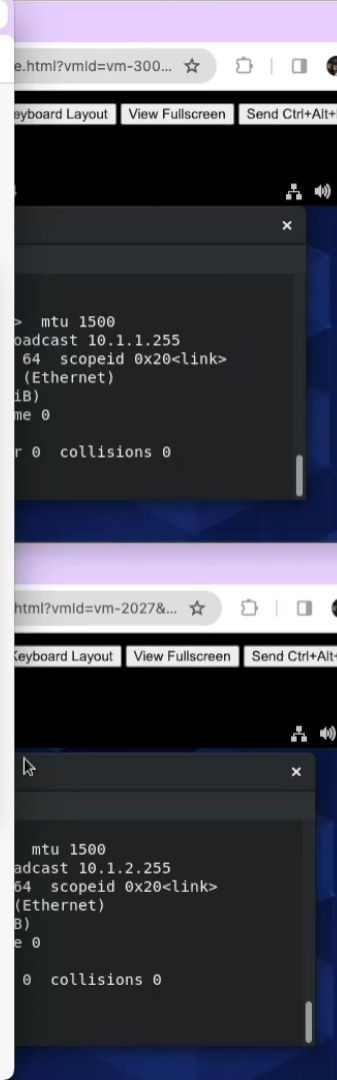 e.html?vmId=vm-300...
eyboard Layout View Fullscreen Send Ctrl+Alt+
> mtu 1500
oadcast 10.1.1.255
64 scopeid 0x20<link>
(Ethernet)
iB)
me 0
r 0 collisions 0
html?vmId=vm-2027&...
Keyboard Layout View Fullscreen Send Ctrl+Alt+
mtu 1500
adcast 10.1.2.255
64 scopeid 0x20<link>
(Ethernet)
B)
e 0
0 collisions 0